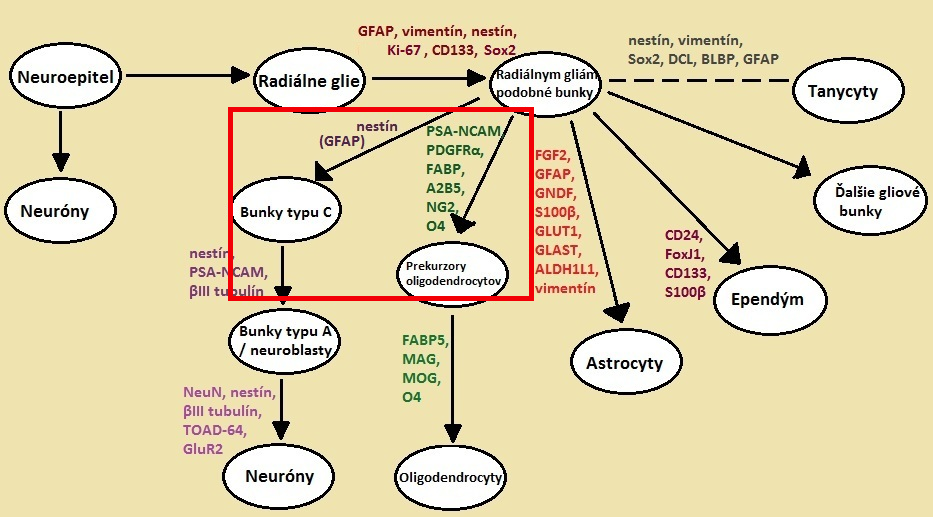 GFAP, vimentín, nestín,
Ki-67 , CD133, Sox2
nestín, vimentín,
Sox2, DCL, BLBP, GFAP
Neuroepitel
Radiálne glie
Radiálnym gliám
podobné bunky
Tanycyty
nestín
(GFAP)
PSA-NCAM
PDGFRα,
FABP,
A2B5,
NG2,
O4
FGF2,
GFAP,
GNDF,
S100β,
GLUT1,
GLAST,
ALDH1L1,
vimentín
Neuróny
Bunky typu C
Ďalšie gliové
bunky
CD24,
FoxJ1,
CD133,
S100β
nestín,
PSA-NCAM,
βIII tubulín
Prekurzory
oligodendrocytov
Ependým
Bunky typu A
/ neuroblasty
FABP5,
MAG,
MOG,
O4
Astrocyty
NeuN, nestín,
βIII tubulín,
TOAD-64,
GluR2
Neuróny
Oligodendrocyty